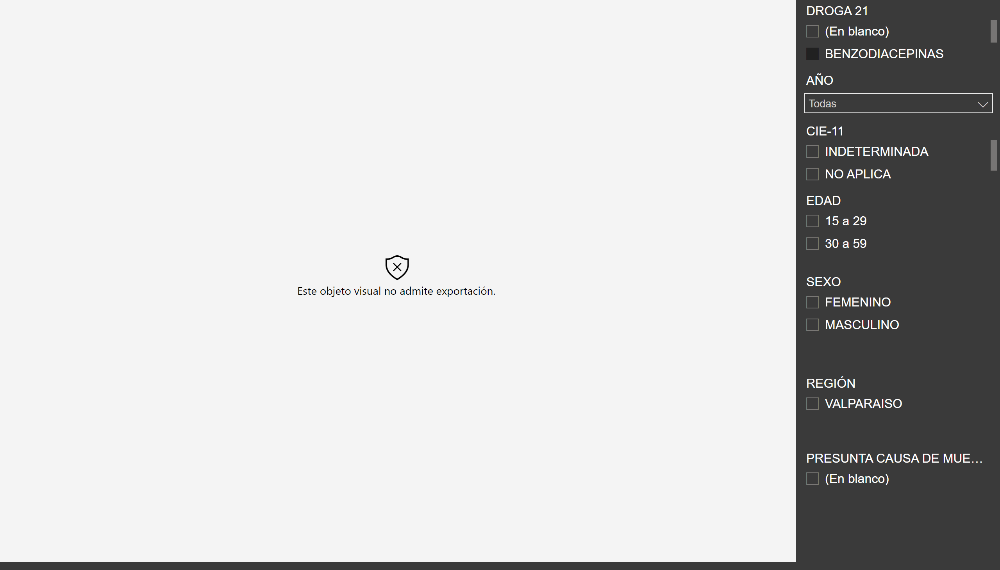 Este objeto visual no admite exportación.
DROGA 21
(En blanco)
BENZODIACEPINAS
AÑO
Todas
CIE-11
INDETERMINADA
NO APLICA
EDAD
15 a 29
30 a 59
SEXO
FEMENINO
MASCULINO
REGIÓN
VALPARAISO
PRESUNTA CAUSA DE MUE...
(En blanco)